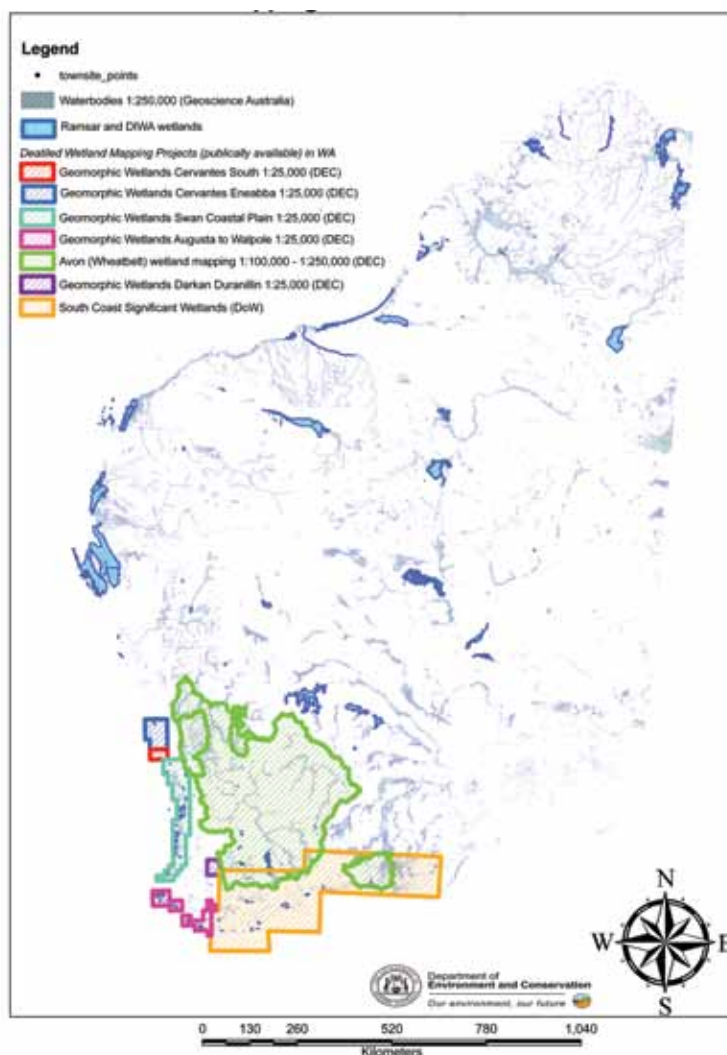 Legend
townsite_points
Waterbodies 1:250,000 (Geoscience Australia)
Ramsar and DIWA wetlands
Deatiled Wetland Mapping Projects (publically available) in WA
Geomorphic Wetlands Cervantes South 1:25,000 (DEC)
Geomorphic Wetlands Cervantes Eneabba 1:25,000 (DEC)
Geomorphic Wetlands Swan Coastal Plain 1:25,000 (DEC)
Geomorphic Wetlands Augusta to Walpole 1:25,000 (DEC)
Avon (Wheatbelt) wetland mapping 1:100,000 - 1:250,000 (DEC)
Geomorphic Wetlands Darkan Duranillin 1:25,000 (DEC)
South Coast Significant Wetlands (DoW)
N
W E
S
Department of
Environment and Conservation
Our environment, our future
0 130 260 520 780 1,040
Kilometers